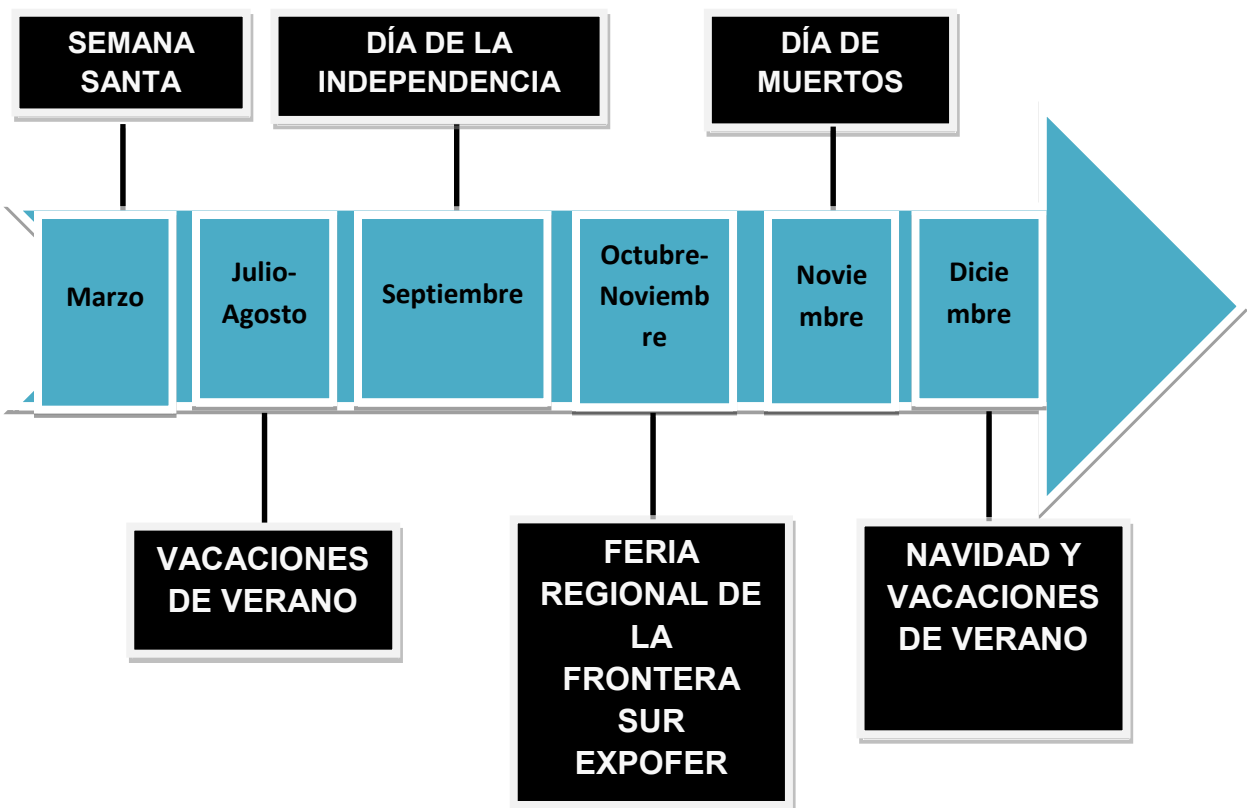 SEMANA
SANTA
DÍA DE LA
INDEPENDENCIA
DÍA DE
MUERTOS
Marzo
Julio-
Agosto
Septiembre
Octubre-
Noviemb
re
Novie
mbre
Dicie
mbre
VACACIONES
DE VERANO
FERIA
REGIONAL DE
LA
FRONTERA
SUR
EXPOFER
NAVIDAD Y
VACACIONES
DE VERANO